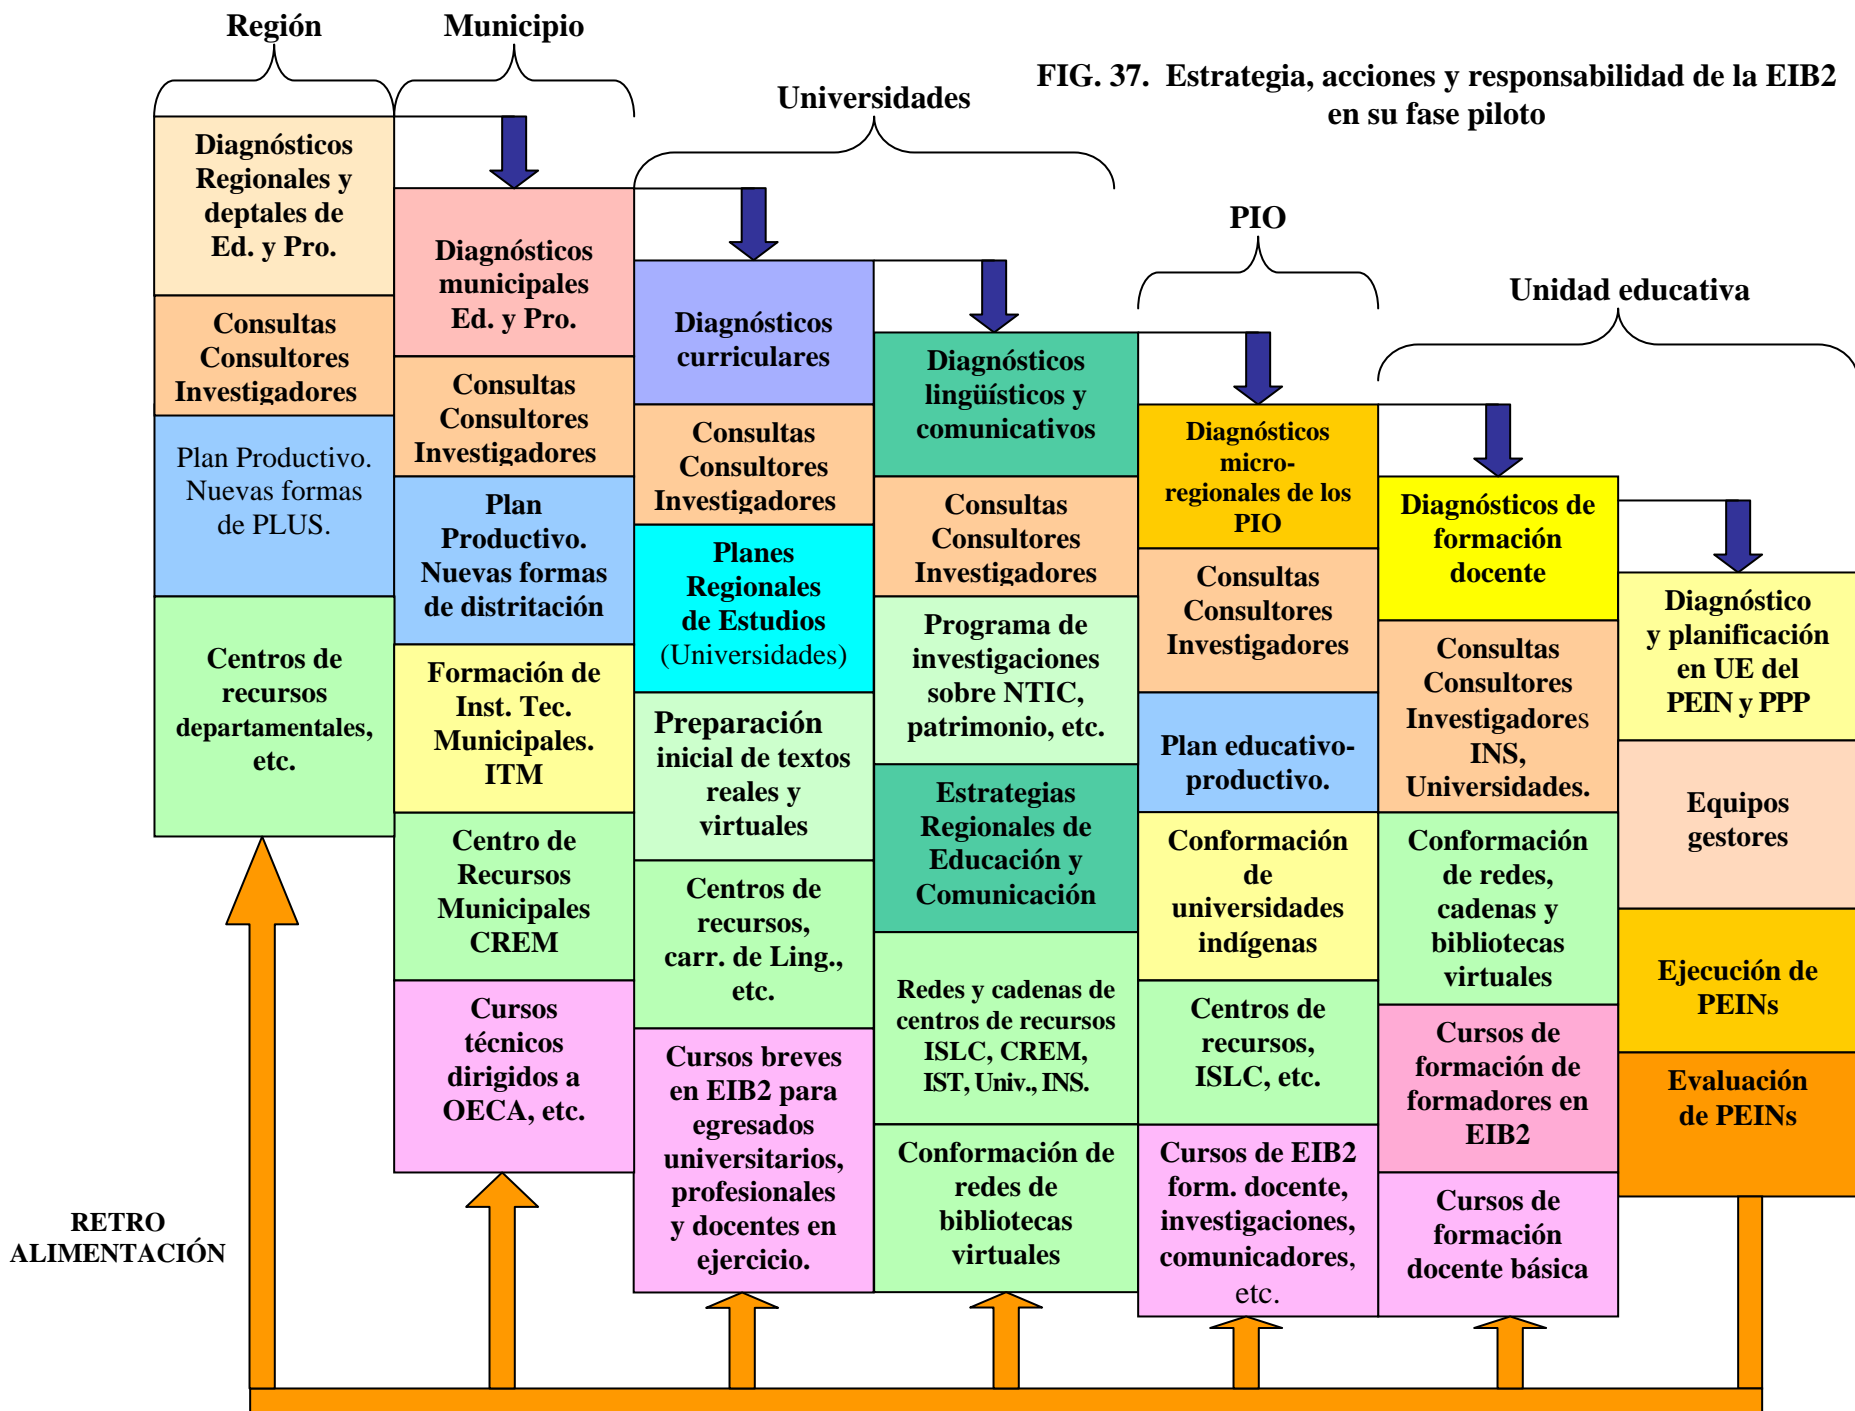 Región
Municipio
Universidades
FIG. 37.  Estrategia, acciones y responsabilidad de la EIB2
en su fase piloto
PIO
Unidad educativa
Diagnósticos
Regionales y
deptales de
Ed. y Pro.
Consultas
Consultores
Investigadores
Plan Productivo.
Nuevas formas
de PLUS.
Centros de
recursos
departamentales,
etc.
Diagnósticos
municipales
Ed. y Pro.
Consultas
Consultores
Investigadores
Plan
Productivo.
Nuevas formas
de distritación
Formación de
Inst. Tec.
Municipales.
ITM
Centro de
Recursos
Municipales
CREM
Cursos
técnicos
dirigidos a
OECA, etc.
Diagnósticos
curriculares
Consultas
Consultores
Investigadores
Planes
Regionales
de Estudios
(Universidades)
Preparación
inicial de textos
reales y
virtuales
Centros de
recursos,
carr. de Ling.,
etc.
Cursos breves
en EIB2 para
egresados
universitarios,
profesionales
y docentes en
ejercicio.
Diagnósticos
lingüísticos y
comunicativos
Consultas
Consultores
Investigadores
Programa de
investigaciones
sobre NTIC,
patrimonio, etc.
Estrategias
Regionales de
Educación y
Comunicación
Redes y cadenas de
centros de recursos
ISLC, CREM,
IST, Univ., INS.
Conformación de
redes de
bibliotecas
virtuales
Diagnósticos
micro-
regionales de los
PIO
Consultas
Consultores
Investigadores
Plan educativo-
productivo.
Conformación
de
universidades
indígenas
Centros de
recursos,
ISLC, etc.
Cursos de EIB2
form. docente,
investigaciones,
comunicadores,
etc.
Diagnósticos de
formación
docente
Consultas
Consultores
Investigadores
INS,
Universidades.
Conformación
de redes,
cadenas y
bibliotecas
virtuales
Cursos de
formación de
formadores en
EIB2
Cursos de
formación
docente básica
Diagnóstico
y planificación
en UE del
PEIN y PPP
Equipos
gestores
Ejecución de
PEINs
Evaluación
de PEINs
RETRO
ALIMENTACIÓN